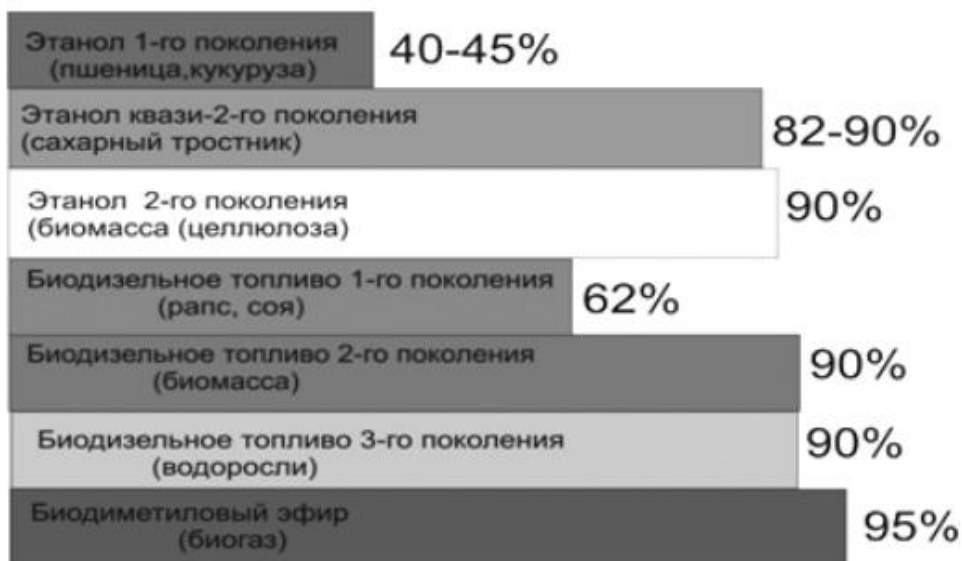 Этанол 1-го поколения
(пшеница,кукуруза)
40-45%
Этанол квази-2-го поколения
(сахарный тростник)
82-90%
Этанол 2-го поколения
(биомасса (целлюлоза)
90%
Биодизельное топливо 1-го поколения
(рапс, соя)
62%
Биодизельное топливо 2-го поколения
(биомасса)
90%
Биодизельное топливо 3-го поколения
(водоросли)
90%
Биодиметиловый эфир
(биогаз)
95%